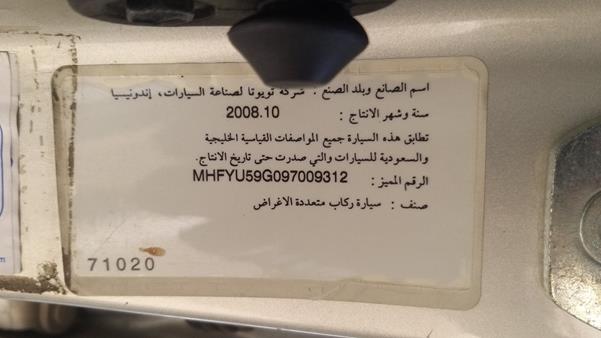 اسم الصانع وبلد الصنع : شركة تويوتا لصناعة السيارات، إندونيسيا
سنة وشهر الانتاج : 2008.10
تطابق هذه السيارة جميع المواصفات القياسية الخليجية
والسعودية للسيارات والتي صدرت حتى تاريخ الانتاج.
الرقم المميز : MHFYU59G097009312
صنف : سيارة ركاب متعددة الاغراض
71020